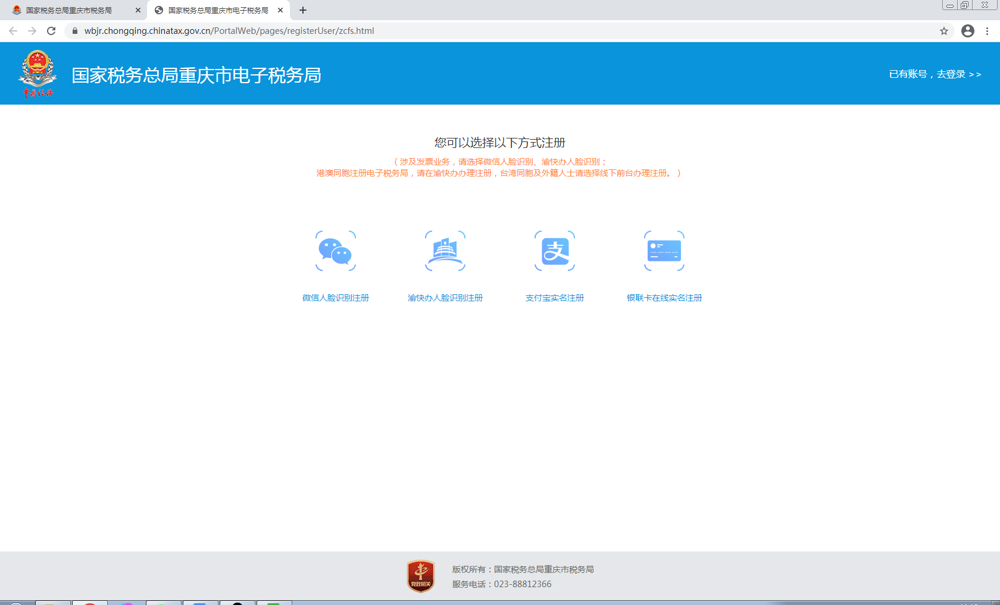 国家税务总局重庆市税务局
国家税务总局重庆市电子税务局
wbjr.chongqing.chinatax.gov.cn/PortalWeb/pages/registerUser/zcfs.html
中国税务
国家税务总局重庆市电子税务局
已有账号，去登录 >>
您可以选择以下方式注册
（ 涉及发票业务，请选择微信人脸识别、渝快办人脸识别；
港澳同胞注册电子税务局，请在渝快办办理注册，台湾同胞及外籍人士请选择线下前台办理注册。 ）
支
微信人脸识别注册
渝快办人脸识别注册
支付宝实名注册
银联卡在线实名注册
党政机关
版权所有：国家税务总局重庆市税务局
服务电话：023-88812366